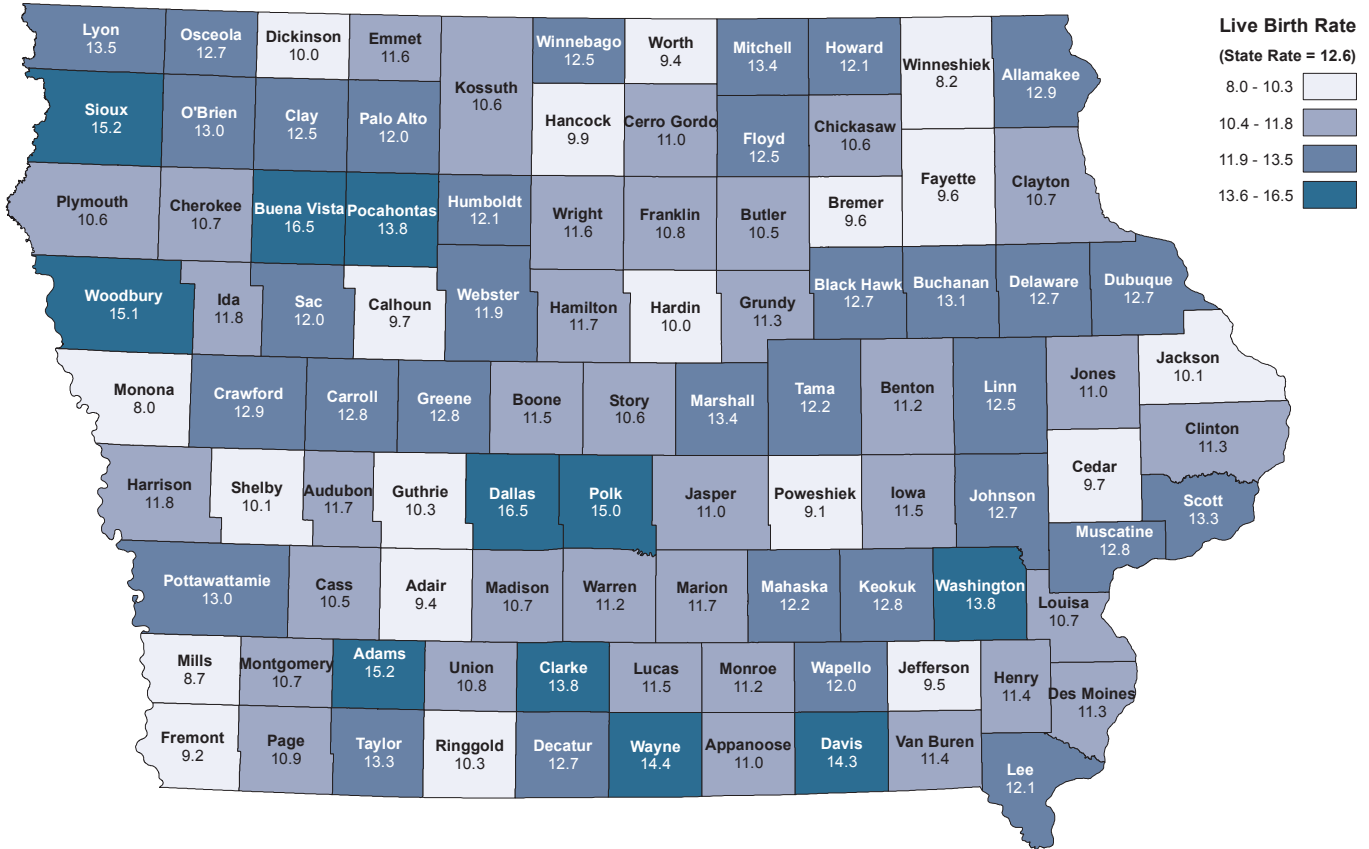 Live Birth Rate
(State Rate = 12.6)
8.0 - 10.3
10.4 - 11.8
11.9 - 13.5
13.6 - 16.5
Lyon
13.5
Osceola
12.7
Dickinson
10.0
Emmet
11.6
Kossuth
10.6
Winnebago
12.5
Worth
9.4
Mitchell
13.4
Howard
12.1
Winneshiek
8.2
Allamakee
12.9
Sioux
15.2
O'Brien
13.0
Clay
12.5
Palo Alto
12.0
Hancock
9.9
Cerro Gordo
11.0
Floyd
12.5
Chickasaw
10.6
Plymouth
10.6
Cherokee
10.7
Buena Vista
16.5
Pocahontas
13.8
Humboldt
12.1
Wright
11.6
Franklin
10.8
Butler
10.5
Bremer
9.6
Fayette
9.6
Clayton
10.7
Woodbury
15.1
Ida
11.8
Sac
12.0
Calhoun
9.7
Webster
11.9
Hamilton
11.7
Hardin
10.0
Grundy
11.3
Black Hawk
12.7
Buchanan
13.1
Delaware
12.7
Dubuque
12.7
Monona
8.0
Crawford
12.9
Carroll
12.8
Greene
12.8
Boone
11.5
Story
10.6
Marshall
13.4
Tama
12.2
Benton
11.2
Linn
12.5
Jones
11.0
Jackson
10.1
Clinton
11.3
Harrison
11.8
Shelby
10.1
Audubon
11.7
Guthrie
10.3
Dallas
16.5
Polk
15.0
Jasper
11.0
Poweshiek
9.1
Iowa
11.5
Johnson
12.7
Cedar
9.7
Scott
13.3
Muscatine
12.8
Pottawattamie
13.0
Cass
10.5
Adair
9.4
Madison
10.7
Warren
11.2
Marion
11.7
Mahaska
12.2
Keokuk
12.8
Washington
13.8
Louisa
10.7
Mills
8.7
Montgomery
10.7
Adams
15.2
Union
10.8
Clarke
13.8
Lucas
11.5
Monroe
11.2
Wapello
12.0
Jefferson
9.5
Henry
11.4
Des Moines
11.3
Fremont
9.2
Page
10.9
Taylor
13.3
Ringgold
10.3
Decatur
12.7
Wayne
14.4
Appanoose
11.0
Davis
14.3
Van Buren
11.4
Lee
12.1